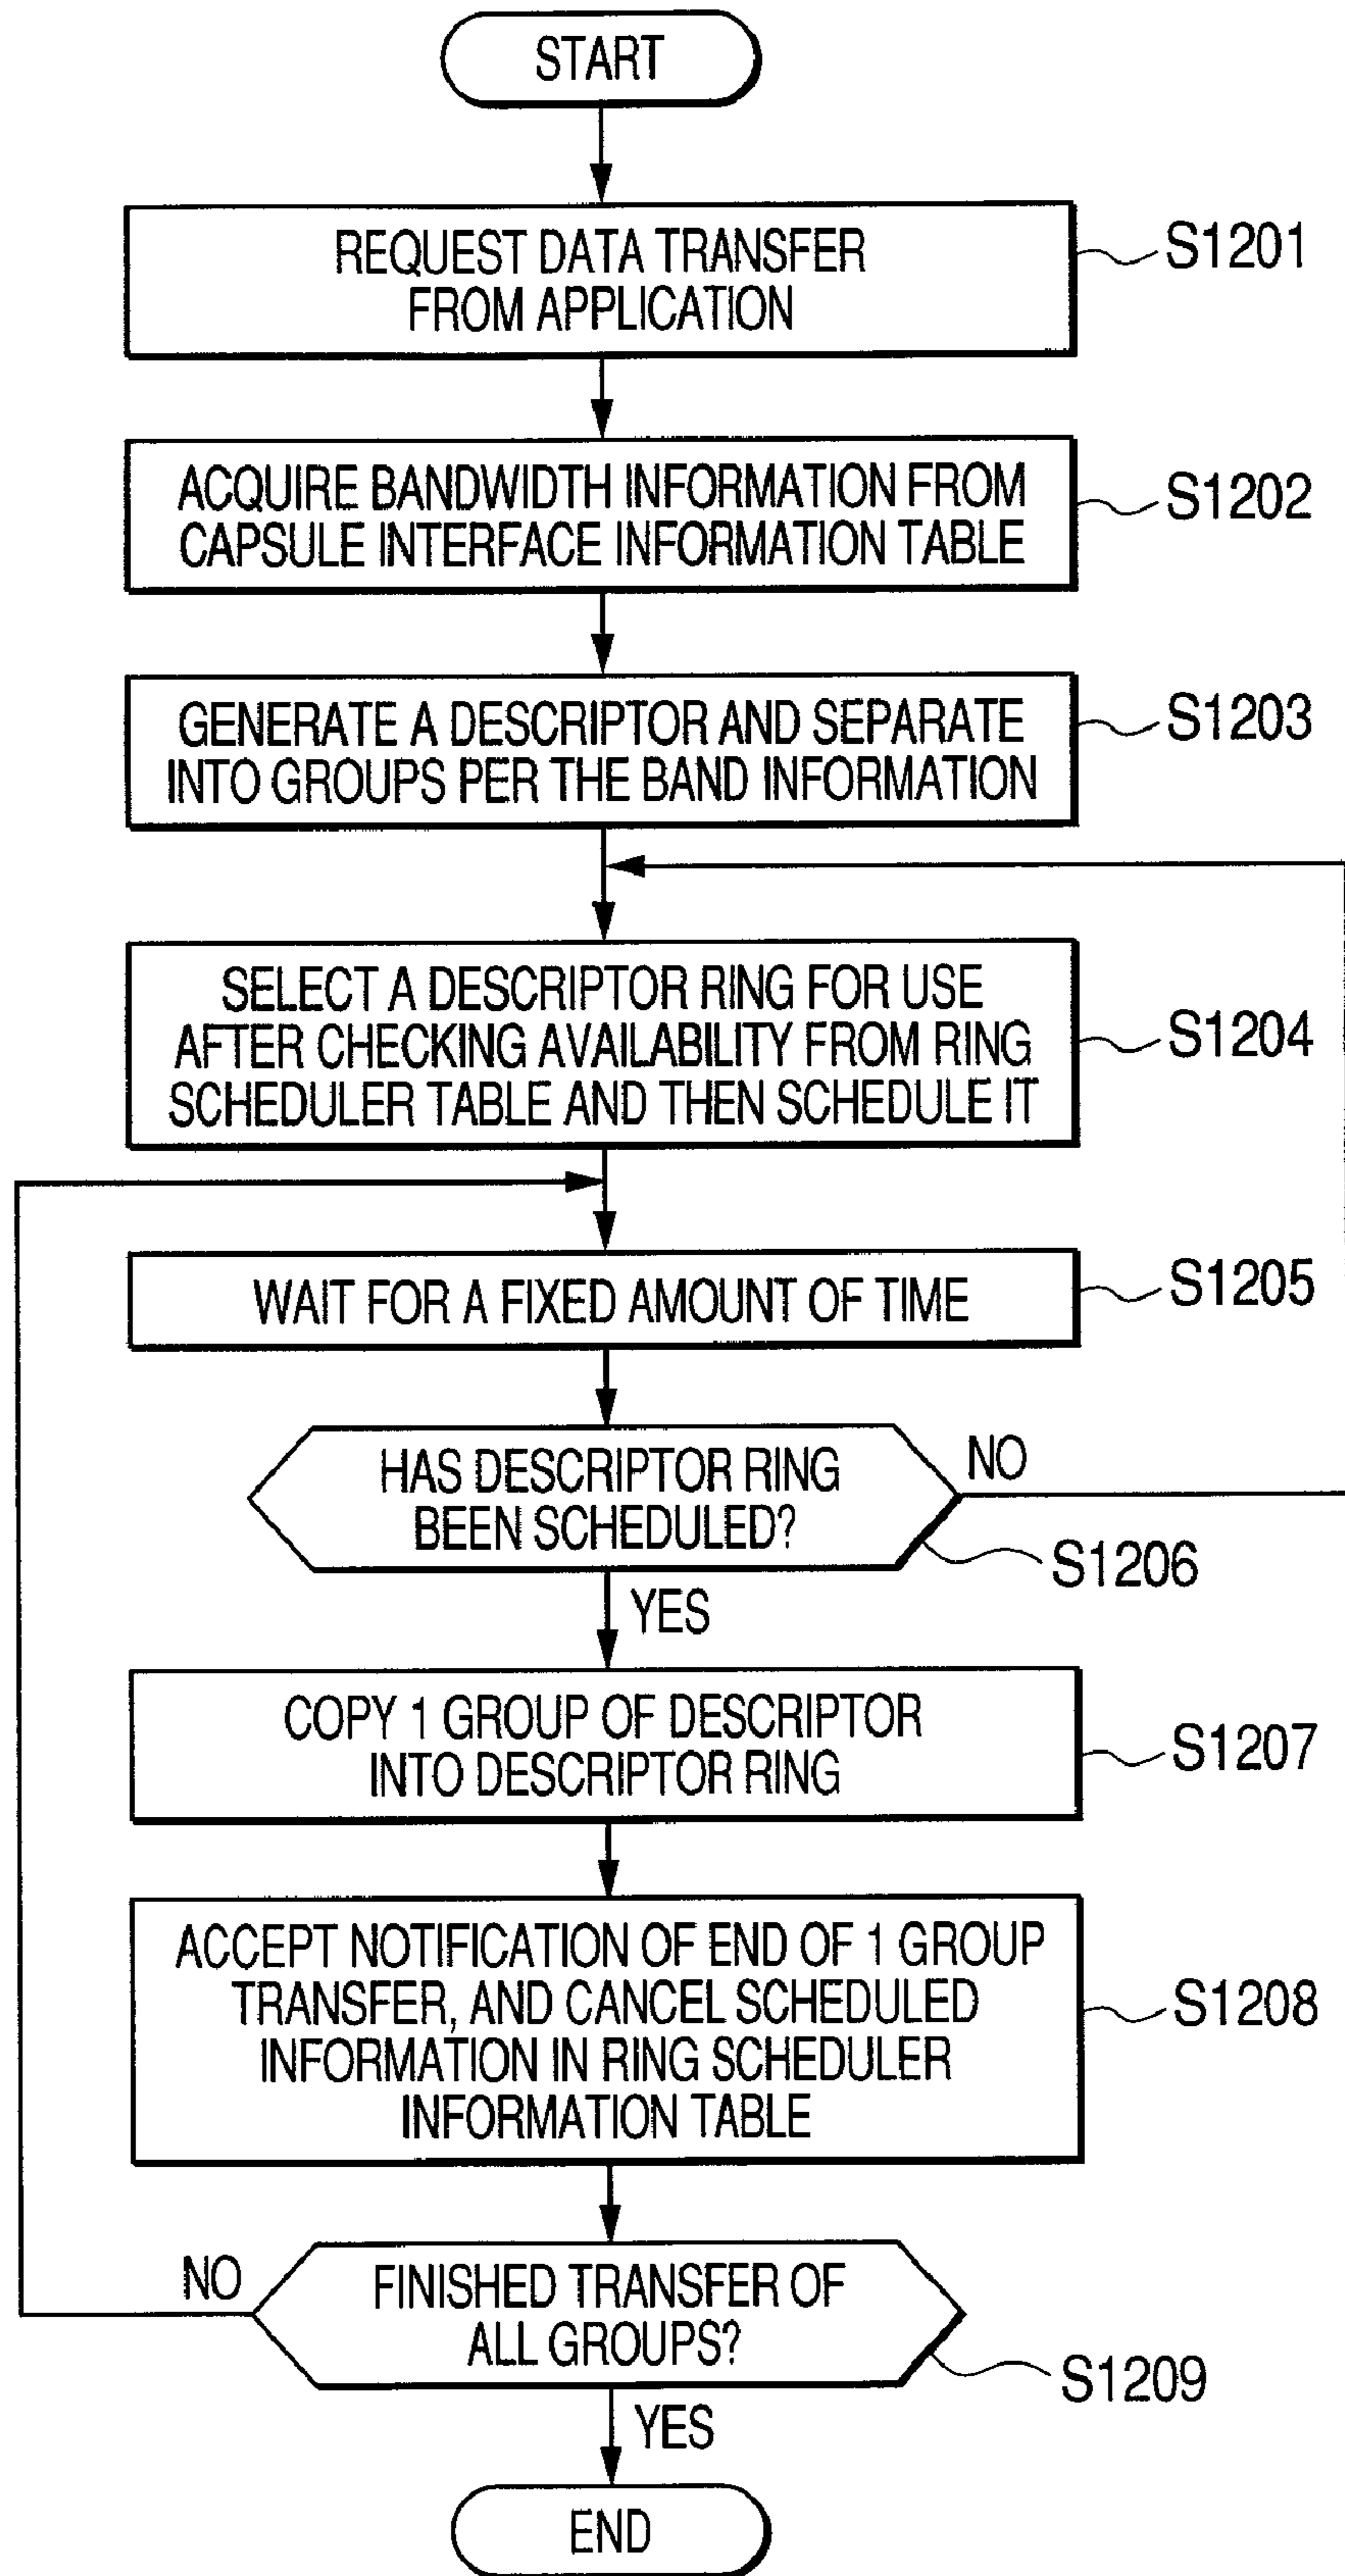 START
REQUEST DATA TRANSFER
FROM APPLICATION
S1201
ACQUIRE BANDWIDTH INFORMATION FROM
CAPSULE INTERFACE INFORMATION TABLE
S1202
GENERATE A DESCRIPTOR AND SEPARATE
INTO GROUPS PER THE BAND INFORMATION
S1203
SELECT A DESCRIPTOR RING FOR USE
AFTER CHECKING AVAILABILITY FROM RING
SCHEDULER TABLE AND THEN SCHEDULE IT
S1204
WAIT FOR A FIXED AMOUNT OF TIME
S1205
HAS DESCRIPTOR RING
BEEN SCHEDULED?
NO
S1206
YES
COPY 1 GROUP OF DESCRIPTOR
INTO DESCRIPTOR RING
S1207
ACCEPT NOTIFICATION OF END OF 1 GROUP
TRANSFER, AND CANCEL SCHEDULED
INFORMATION IN RING SCHEDULER
INFORMATION TABLE
S1208
NO
FINISHED TRANSFER OF
ALL GROUPS?
S1209
YES
END